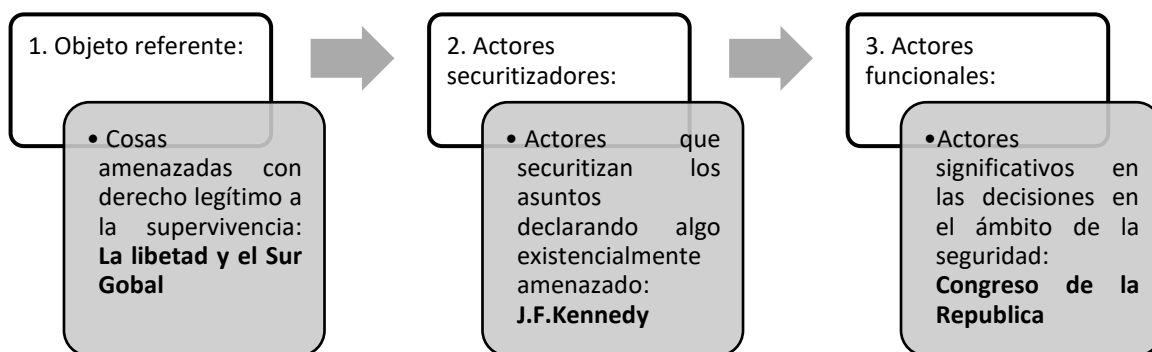 1. Objeto referente:
• Cosas
amenazadas con
derecho legítimo a
la supervivencia:
La libetad y el Sur
Gobal
2. Actores
securitizadores:
• Actores que
securitizan los
asuntos
declarando algo
existencialmente
amenazado:
J.F.Kennedy
3. Actores
funcionales:
•Actores
significativos en
las decisiones en
el ámbito de la
seguridad:
Congreso de la
Republica